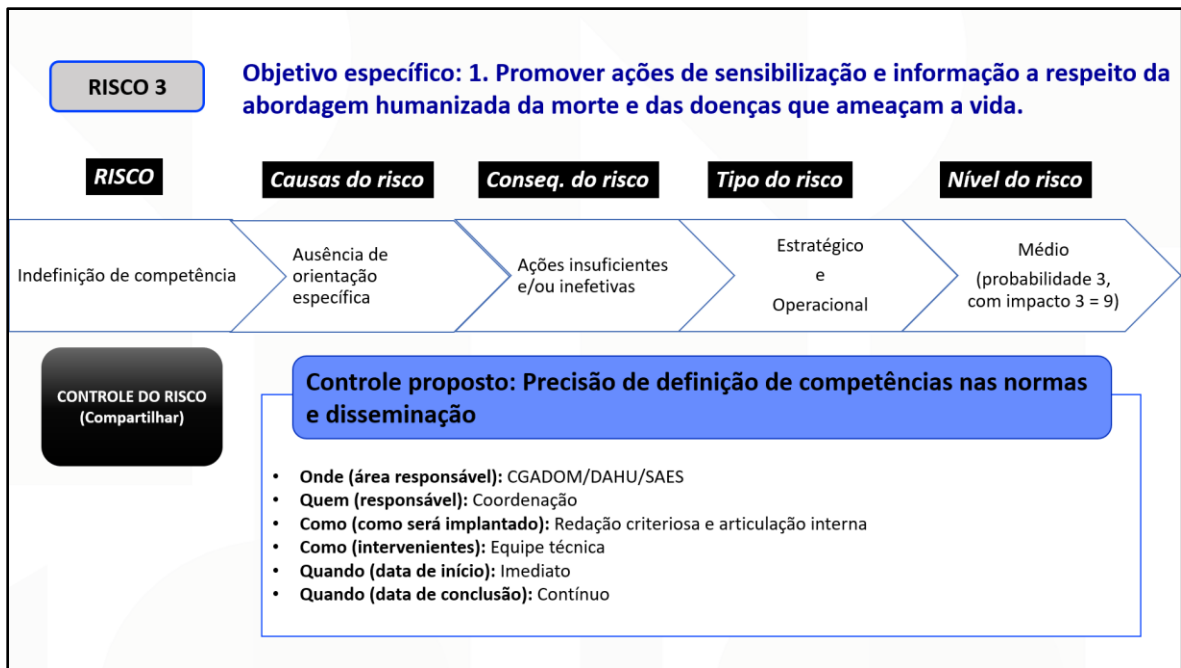 RISCO 3
Objetivo específico: 1. Promover ações de sensibilização e informação a respeito da
abordagem humanizada da morte e das doenças que ameaçam a vida.
RISCO
Causas do risco
Conseq. do risco
Tipo do risco
Nível do risco
Indefinição de competência
Ausência de
orientação
específica
Ações insuficientes
e/ou inefetivas
Estratégico
e
Operacional
Médio
(probabilidade 3,
com impacto 3 = 9)
CONTROLE DO RISCO
(Compartilhar)
Controle proposto: Precisão de definição de competências nas normas
e disseminação
• Onde (área responsável): CGADOM/DAHU/SAES
• Quem (responsável): Coordenação
• Como (como será implantado): Redação criteriosa e articulação interna
• Como (intervenientes): Equipe técnica
• Quando (data de início): Imediato
• Quando (data de conclusão): Contínuo